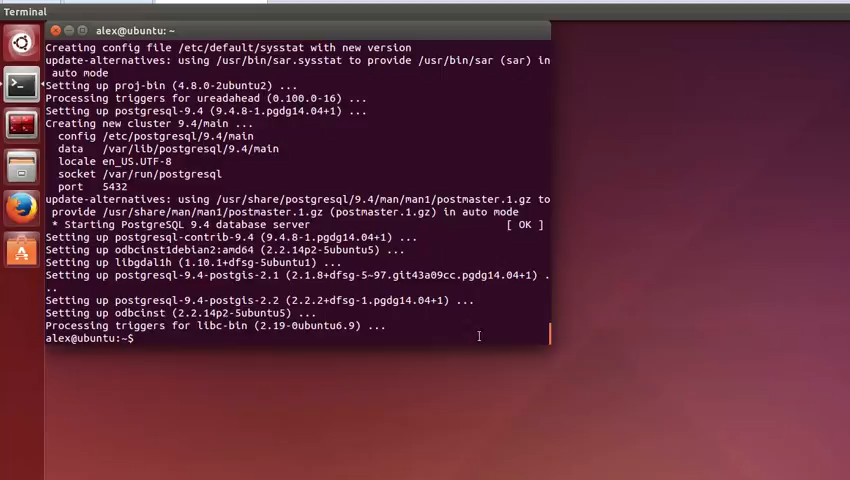 Terminal
alex@ubuntu: ~
Creating config file /etc/default/sysstat with new version
update-alternatives: using /usr/bin/sar.sysstat to provide /usr/bin/sar (sar) in
auto mode
Setting up proj-bin (4.8.0-2ubuntu2) ...
Processing triggers for ureadahead (0.100.0-16) ...
Setting up postgresql-9.4 (9.4.8-1.pgdg14.04+1) ...
Creating new cluster 9.4/main ...
config /etc/postgresql/9.4/main
data /var/lib/postgresql/9.4/main
locale en_US.UTF-8
socket /var/run/postgresql
port 5432
update-alternatives: using /usr/share/postgresql/9.4/man/man1/postmaster.1.gz to
provide /usr/share/man/man1/postmaster.1.gz (postmaster.1.gz) in auto mode
* Starting PostgreSQL 9.4 database server [ OK ]
Setting up postgresql-contrib-9.4 (9.4.8-1.pgdg14.04+1) ...
Setting up odbcinst1debian2:amd64 (2.2.14p2-5ubuntu5) ...
Setting up libgdal1h (1.10.1+dfsg-5ubuntu1) ...
Setting up postgresql-9.4-postgis-2.1 (2.1.8+dfsg-5~97.git43a09cc.pgdg14.04+1) .
..
Setting up postgresql-9.4-postgis-2.2 (2.2.2+dfsg-1.pgdg14.04+1) ...
Setting up odbcinst (2.2.14p2-5ubuntu5) ...
Processing triggers for libc-bin (2.19-0ubuntu6.9) ...
alex@ubuntu:~$